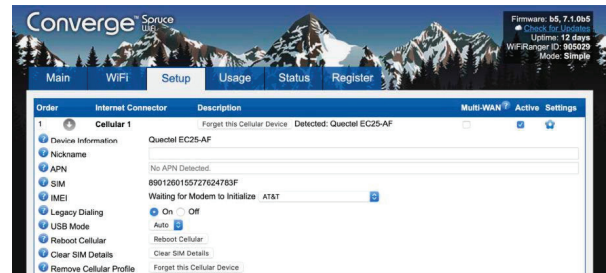 Converge™ Spruce WiFi
Firmware: b5, 7.1.0b5
Check for Updates
Uptime: 12 days
WiFiRanger ID: 905029
Mode: Simple
Main WiFi Setup Usage Status Register
Order Internet Connector Description Multi-WAN ? Active Settings
1 Cellular 1 Forget this Cellular Device Detected: Quectel EC25-AF
? Device Information Quectel EC25-AF
? Nickname
? APN No APN Detected.
? SIM 8901260155727624783F
? IMEI Waiting for Modem to Initialize AT&T
? Legacy Dialing On Off
? USB Mode Auto
? Reboot Cellular Reboot Cellular
? Clear SIM Details Clear SIM Details
? Remove Cellular Profile Forget this Cellular Device